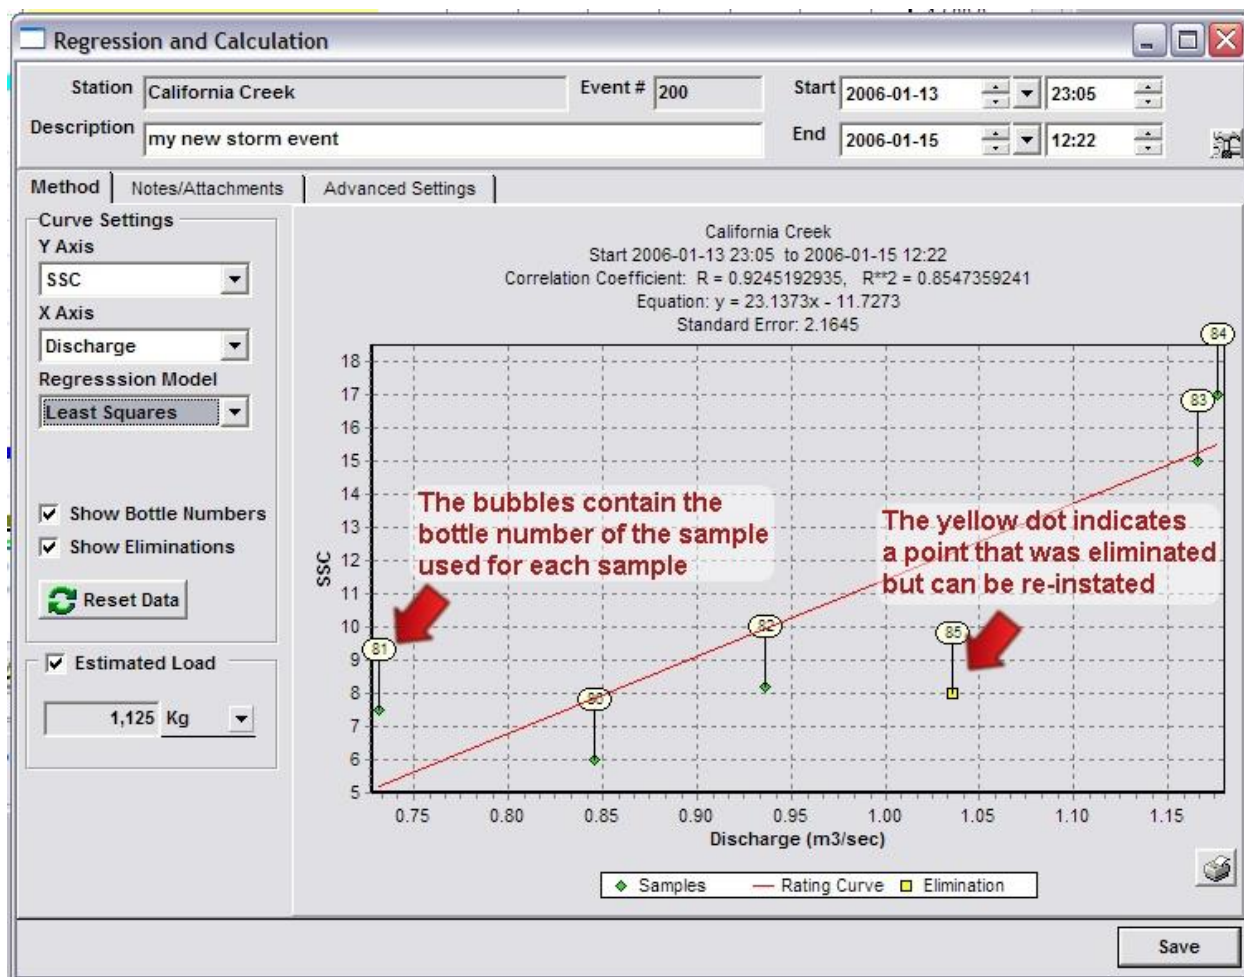 Regression and Calculation
Station California Creek Event # 200 Start 2006-01-13 23:05
Description my new storm event End 2006-01-15 12:22
Method Notes/Attachments Advanced Settings
Curve Settings
Y Axis
SSC
X Axis
Discharge
Regresssion Model
Least Squares
Show Bottle Numbers
Show Eliminations
Reset Data
Estimated Load
1,125 Kg
California Creek
Start 2006-01-13 23:05 to 2006-01-15 12:22
Correlation Coefficient: R = 0.9245192935, R**2 = 0.8547359241
Equation: y = 23.1373x - 11.7273
Standard Error: 2.1645
84
83
The bubbles contain the
bottle number of the sample
used for each sample
The yellow dot indicates
a point that was eliminated
but can be re-instated
81
82
85
SSC
18
17
16
15
14
13
12
11
10
9
8
7
6
5
0.75 0.80 0.85 0.90 0.95 1.00 1.05 1.10 1.15
Discharge (m3/sec)
Samples Rating Curve Elimination
Save